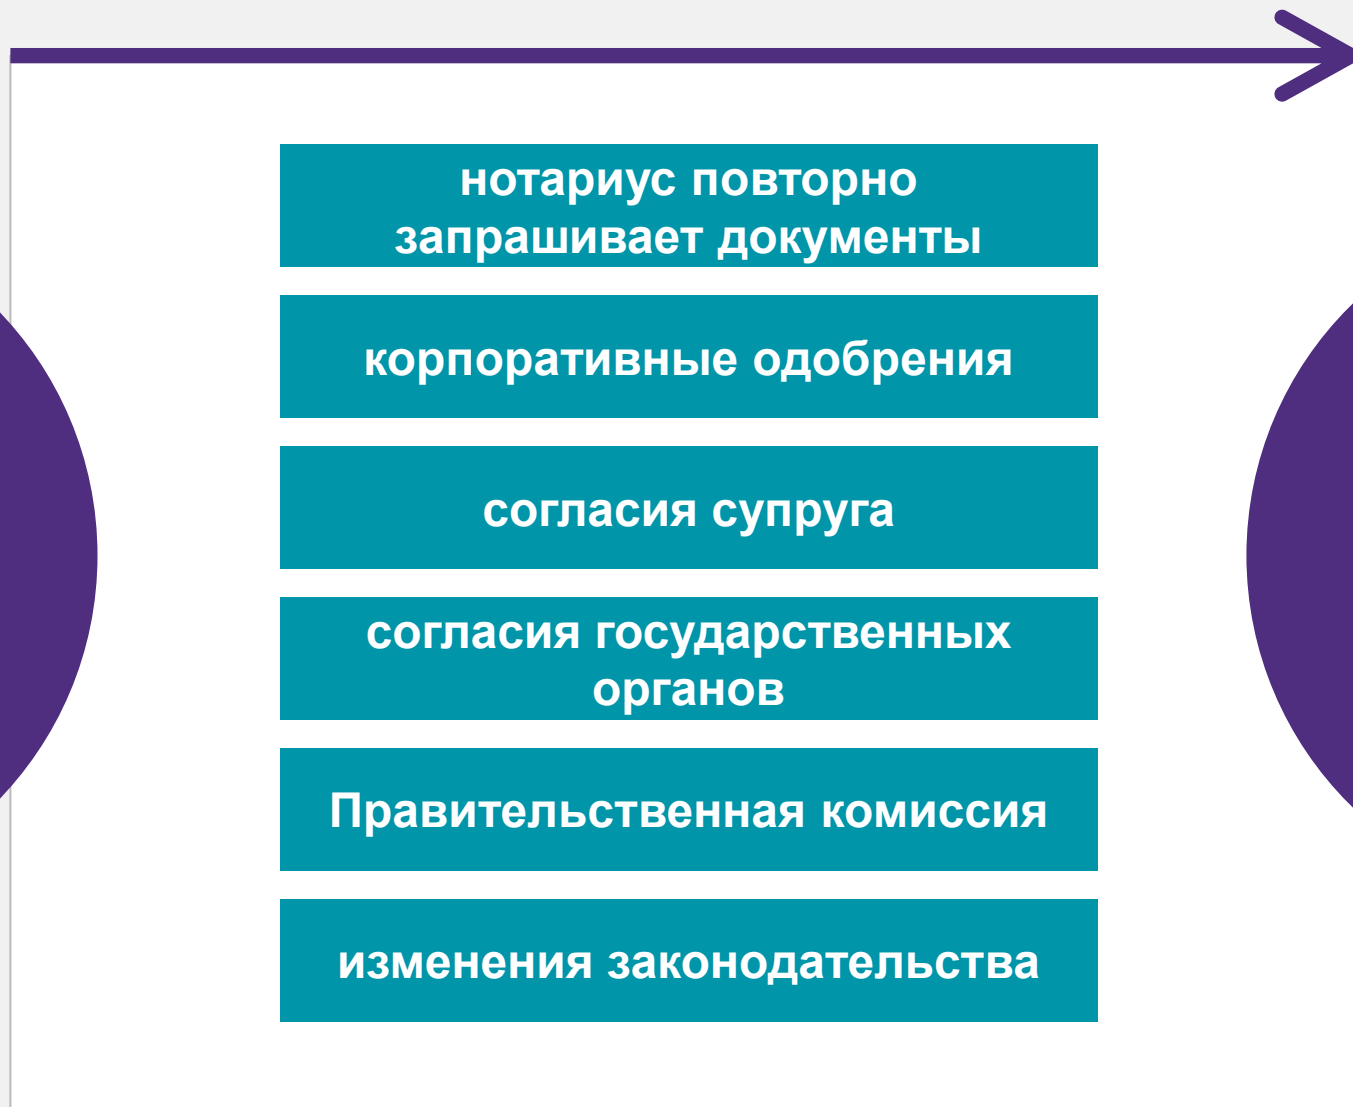 нотариус повторно
запрашивает документы
корпоративные одобрения
согласия супруга
согласия государственных
органов
Правительственная комиссия
изменения законодательства